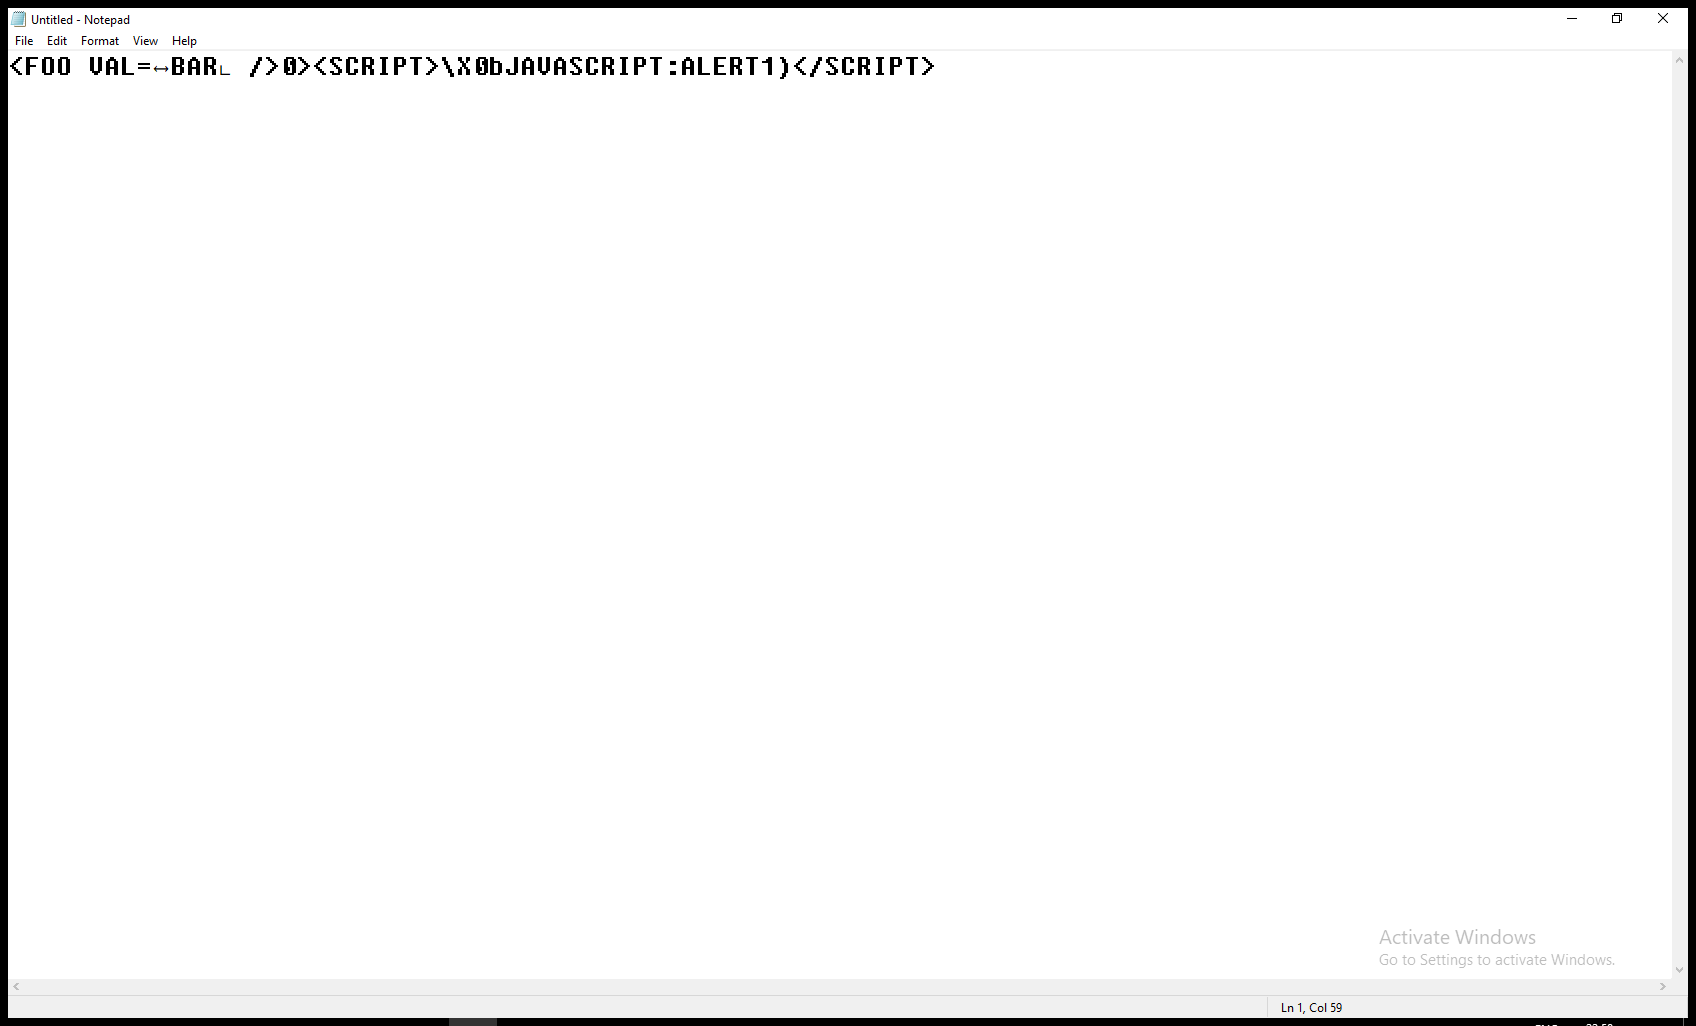 Untitled - Notepad
File Edit Format View Help
<FOO VAL=↔BAR∟ />0><SCRIPT>\X0bJAVASCRIPT:ALERT1)</SCRIPT>
Activate Windows
Go to Settings to activate Windows.
Ln 1, Col 59